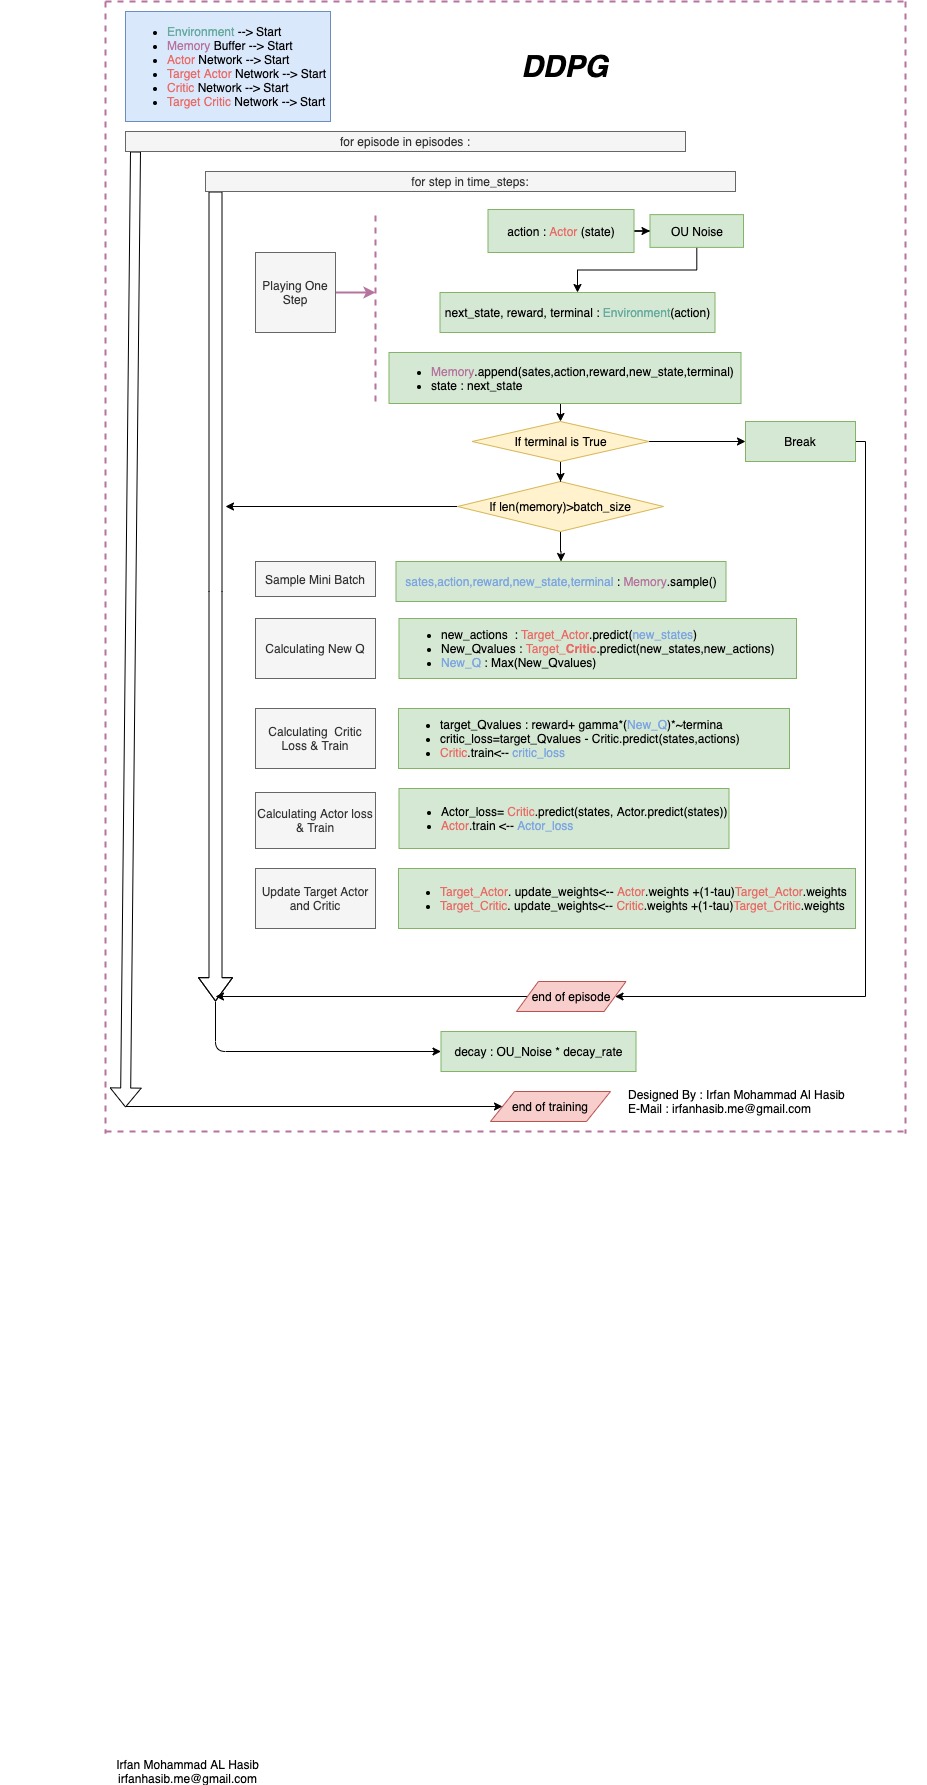 Environment --> Start
Memory Buffer --> Start
Actor Network --> Start
Target Actor Network --> Start
Critic Network --> Start
Target Critic Network --> Start
DDPG
for episode in episodes :
for step in time_steps:
action : Actor (state)
OU Noise
Playing One
Step
next_state, reward, terminal : Environment(action)
Memory.append(sates,action,reward,new_state,terminal)
state : next_state
If terminal is True
Break
If len(memory)>batch_size
Sample Mini Batch
sates,action,reward,new_state,terminal : Memory.sample()
Calculating New Q
new_actions : Target_Actor.predict(new_states)
New_Qvalues : Target_Critic.predict(new_states,new_actions)
New_Q : Max(New_Qvalues)
Calculating Critic
Loss & Train
target_Qvalues : reward+ gamma*(New_Q)*~termina
critic_loss=target_Qvalues - Critic.predict(states,actions)
Critic.train<-- critic_loss
Calculating Actor loss
& Train
Actor_loss= Critic.predict(states, Actor.predict(states))
Actor.train <-- Actor_loss
Update Target Actor
and Critic
Target_Actor. update_weights<-- Actor.weights +(1-tau)Target_Actor.weights
Target_Critic. update_weights<-- Critic.weights +(1-tau)Target_Critic.weights
end of episode
decay : OU_Noise * decay_rate
end of training
Designed By : Irfan Mohammad Al Hasib
E-Mail : irfanhasib.me@gmail.com
Irfan Mohammad AL Hasib
irfanhasib.me@gmail.com